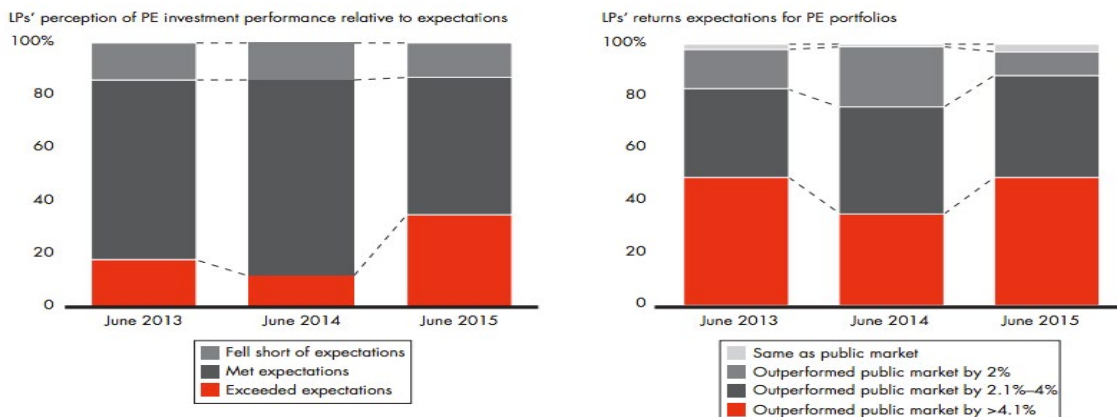 LPs' perception of PE investment performance relative to expectations
100%
80
60
40
20
0
June 2013 June 2014 June 2015
Fell short of expectations
Met expectations
Exceeded expectations
LPs' returns expectations for PE portfolios
100%
80
60
40
20
0
June 2013 June 2014 June 2015
Same as public market
Outperformed public market by 2%
Outperformed public market by 2.1%–4%
Outperformed public market by >4.1%